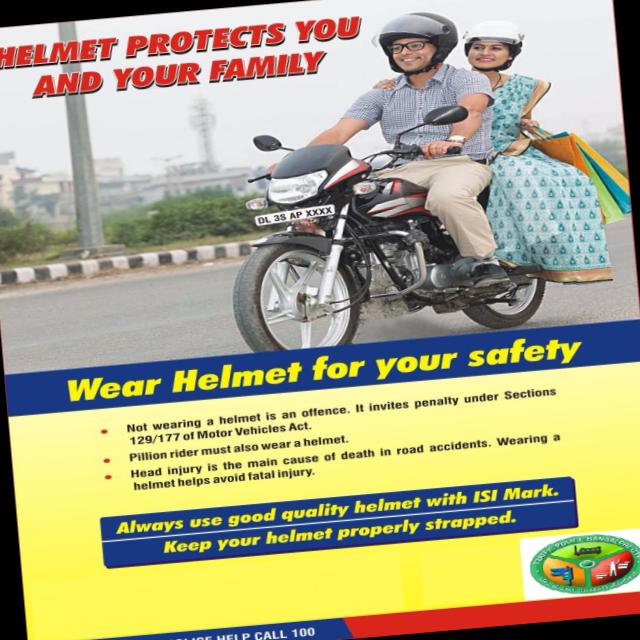 HELMET PROTECTS YOU
AND YOUR FAMILY
DL 3S AP XXXX
Wear Helmet for your safety
• Not wearing a helmet is an offence. It invites penalty under Sections
129/177 of Motor Vehicles Act.
• Pillion rider must also wear a helmet.
• Head injury is the main cause of death in road accidents. Wearing a
helmet helps avoid fatal injury.
Always use good quality helmet with ISI Mark.
Keep your helmet properly strapped.
HELP CALL 100